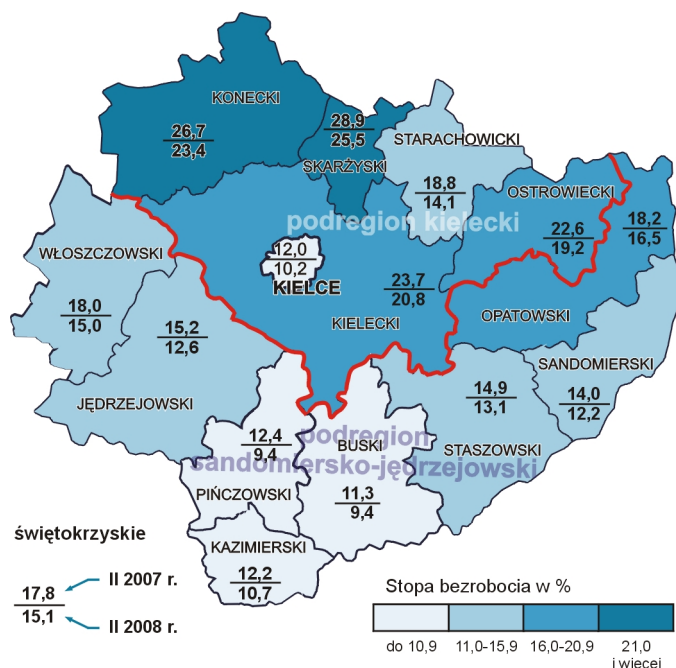 KONECKI
26,7
23,4
28,9
25,5
SKARŻYSKI
STARACHOWICKI
18,8
14,1
OSTROWIECKI
22,6
19,2
18,2
16,5
podregion kielecki
WŁOSZCZOWSKI
18,0
15,0
12,0
10,2
KIELCE
23,7
20,8
KIELECKI
OPATOWSKI
15,2
12,6
JĘDRZEJOWSKI
SANDOMIERSKI
14,0
12,2
14,9
13,1
STASZOWSKI
12,4
9,4
PIŃCZOWSKI
podregion
sandomiersko-jędrzejowski
BUSKI
11,3
9,4
KAZIMIERSKI
12,2
10,7
świętokrzyskie
17,8
15,1
II 2007 r.
II 2008 r.
Stopa bezrobocia w %
do 10,9
11,0-15,9
16,0-20,9
21,0
i więcej